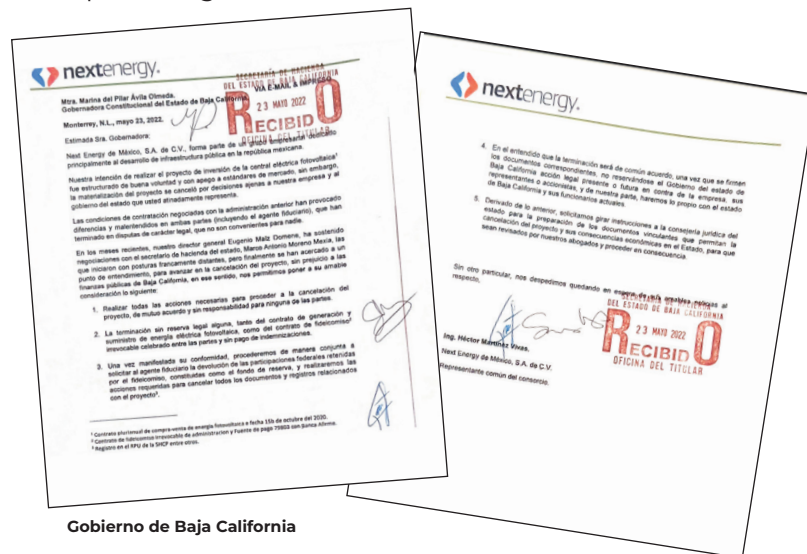 nextenergy.
SECRETARÍA DE HACIENDA
DEL ESTADO DE BAJA CALIFORNIA
23 MAYO 2022
RECIBIDO
OFICINA DEL TITULAR
VIA E-MAIL & IMPRESO
Mtra. Marina del Pilar Ávila Olmeda.
Gobernadora Constitucional del Estado de Baja California.
Monterrey, N.L., mayo 23, 2022.
Estimada Sra. Gobernadora:
Next Energy de México, S.A. de C.V., forma parte de un grupo empresarial dedicado
principalmente al desarrollo de infraestructura pública en la república mexicana.
Nuestra intención de realizar el proyecto de inversión de la central eléctrica fotovoltaica¹
fue estructurado de buena voluntad y con apego a estándares de mercado, sin embargo,
la materialización del proyecto se canceló por decisiones ajenas a nuestra empresa y al
gobierno del estado que usted atinadamente representa.
Las condiciones de contratación negociadas con la administración anterior han provocado
diferencias y malentendidos en ambas partes (incluyendo el agente fiduciario), que han
terminado en disputas de carácter legal, que no son convenientes para nadie.
En los meses recientes, nuestro director general Eugenio Maíz Domene, ha sostenido
negociaciones con el secretario de hacienda del estado, Marco Antonio Moreno Mexía, las
que iniciaron con posturas francamente distantes, pero finalmente se han acercado a un
punto de entendimiento, para avanzar en la cancelación del proyecto, sin prejuicio a las
finanzas públicas de Baja California, en ese sentido, nos permitimos poner a su amable
consideración lo siguiente:
1. Realizar todas las acciones necesarias para proceder a la cancelación del
proyecto, de mutuo acuerdo y sin responsabilidad para ninguna de las partes.
2. La terminación sin reserva legal alguna, tanto del contrato de generación y
suministro de energía eléctrica fotovoltaica, como del contrato de fideicomiso²
irrevocable celebrado entre las partes y sin pago de indemnizaciones.
3. Una vez manifestada su conformidad, procederemos de manera conjunta a
solicitar al agente fiduciario la devolución de las participaciones federales retenidas
por el fideicomiso, constituidas como el fondo de reserva, y realizaremos las
acciones requeridas para cancelar todos los documentos y registros relacionados
con el proyecto³.
¹ Contrato plurianual de compra-venta de energía fotovoltaica a fecha 15b de octubre del 2020.
² Contrato de fideicomiso irrevocable de administracion y Fuente de pago 75803 con Banca Afirme.
³ Registro en el RPU de la SHCP entre otros.
nextenergy.
4. En el entendido que la terminación será de común acuerdo, una vez que se firmen
los documentos correspondientes, no reservándose el Gobierno del estado de
Baja California acción legal presente o futura en contra de la empresa, sus
representantes o accionistas, y de nuestra parte, haremos lo propio con el estado
de Baja California y sus funcionarios actuales.
5. Derivado de lo anterior, solicitamos girar instrucciones a la consejería jurídica del
estado para la preparación de los documentos vinculantes que permitan la
cancelación del proyecto y sus consecuencias económicas en el Estado, para que
sean revisados por nuestros abogados y proceder en consecuencia.
Sin otro particular, nos despedimos quedando en espera de sus amables noticias al
respecto,
SECRETARÍA DE HACIENDA
DEL ESTADO DE BAJA CALIFORNIA
23 MAYO 2022
RECIBIDO
OFICINA DEL TITULAR
Ing. Héctor Martínez Vivas.
Next Energy de México, S.A. de C.V.
Representante común del consorcio.
Gobierno de Baja California